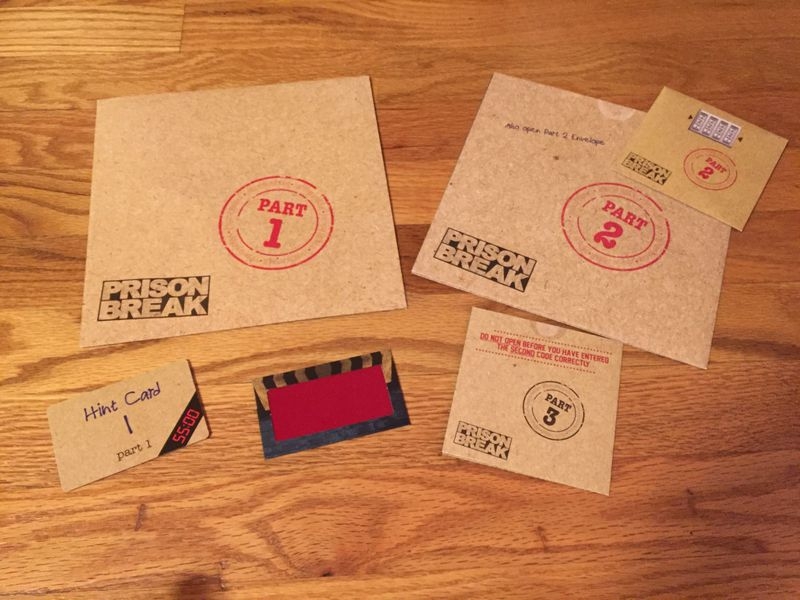 PART
1
PRISON
BREAK
Also open Part 2 Envelope
PART
2
PRISON
BREAK
PART
2
PRISON
BREAK
Hint Card
1
part 1
55:00
DO NOT OPEN BEFORE YOU HAVE ENTERED
THE SECOND CODE CORRECTLY
PART
3
PRISON
BREAK